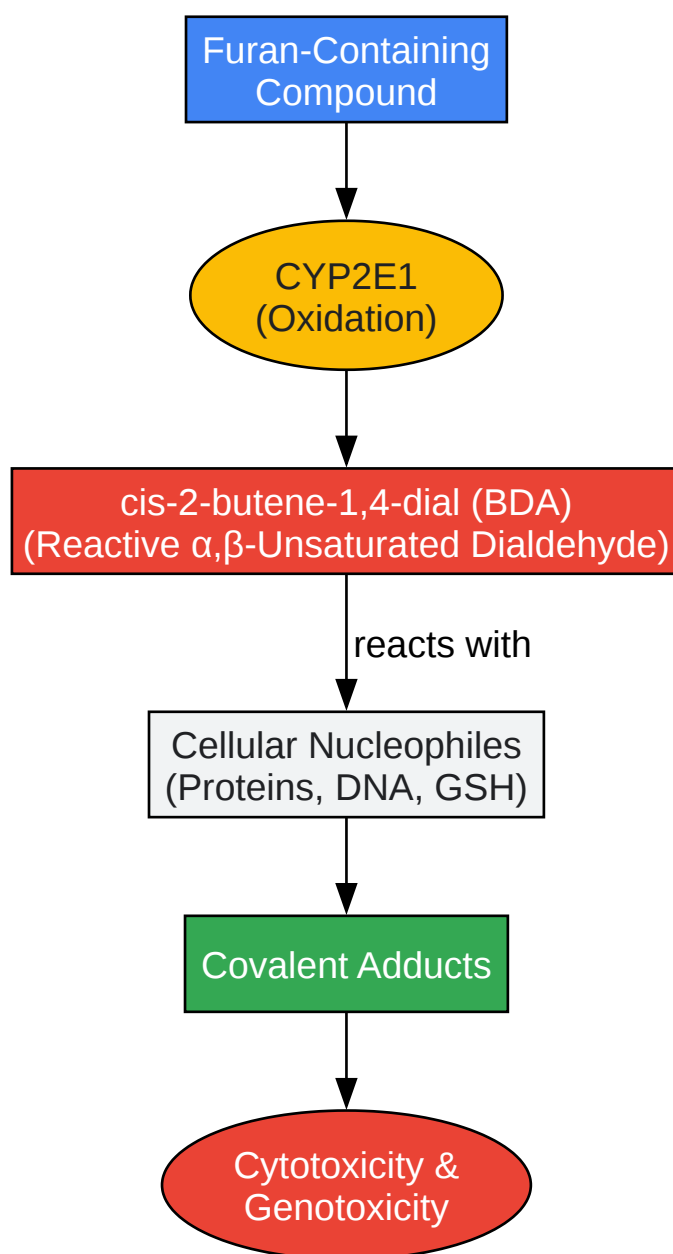 Furan-Containing
Compound
CYP2E1
(Oxidation)
cis-2-butene-1,4-dial (BDA)
(Reactive α,β-Unsaturated Dialdehyde)
reacts with
Cellular Nucleophiles
(Proteins, DNA, GSH)
Covalent Adducts
Cytotoxicity &
Genotoxicity